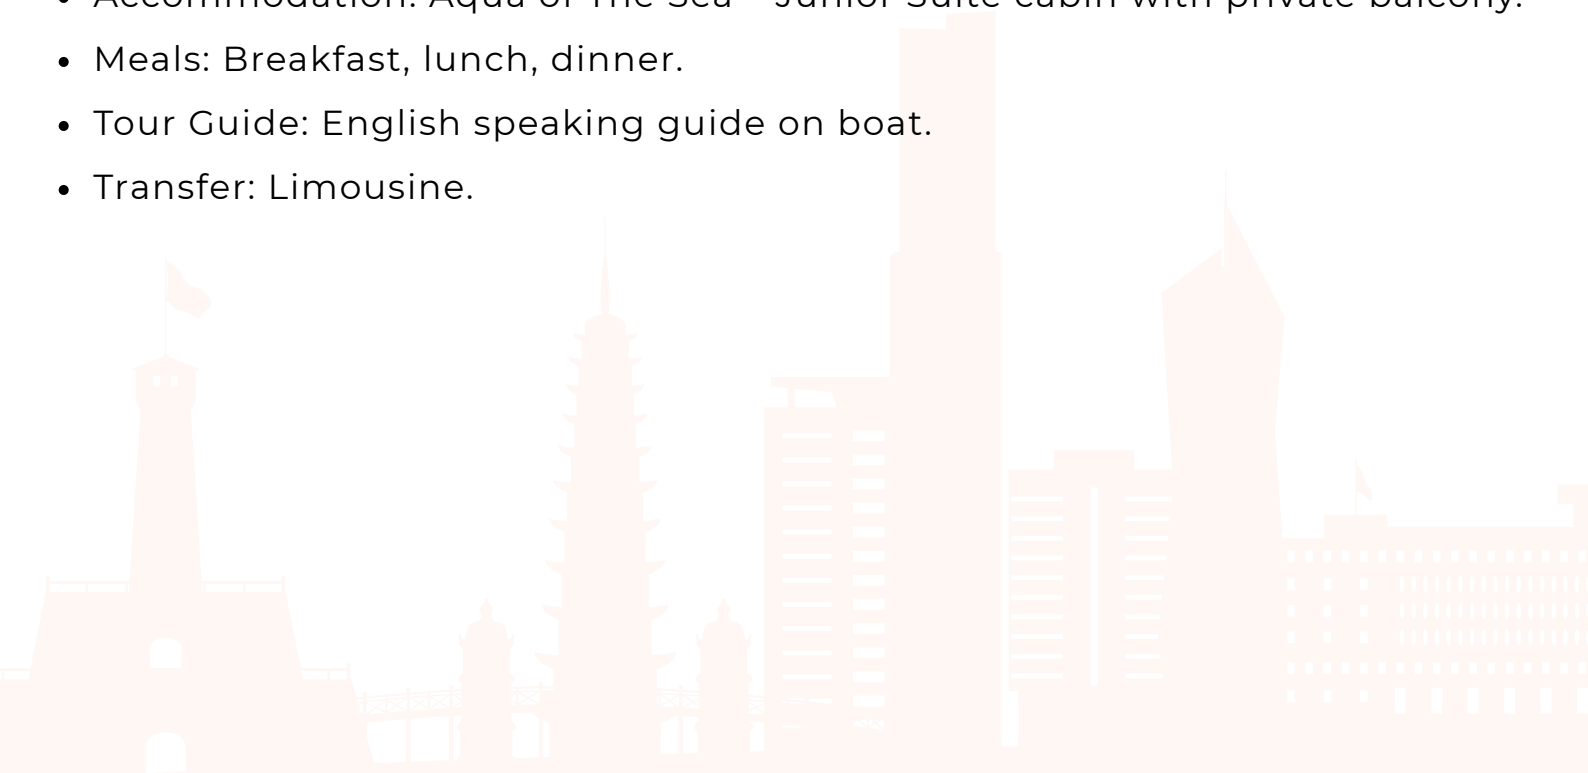 • Accommodation: Aqua of The Sea - Junior Suite cabin with private balcony.
• Meals: Breakfast, lunch, dinner.
• Tour Guide: English speaking guide on boat.
• Transfer: Limousine.